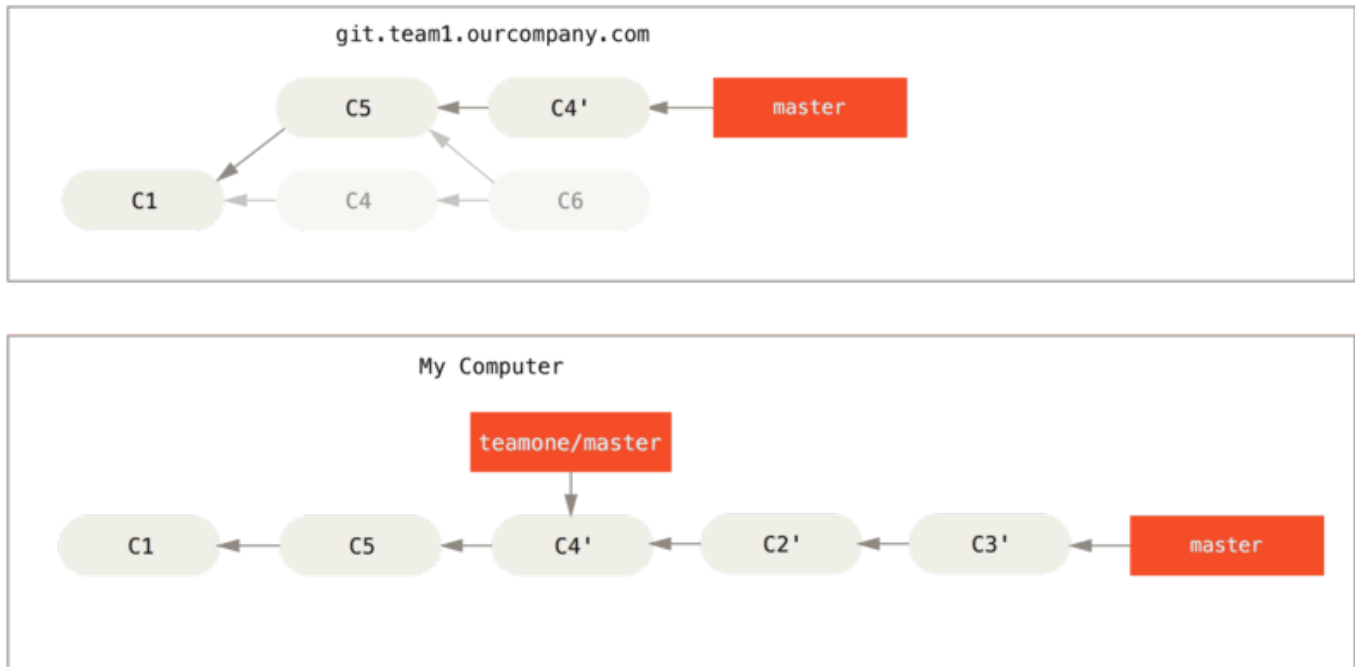 git.team1.ourcompany.com
C5 C4' master
C1 C4 C6
My Computer
teamone/master
C1 C5 C4' C2' C3' master